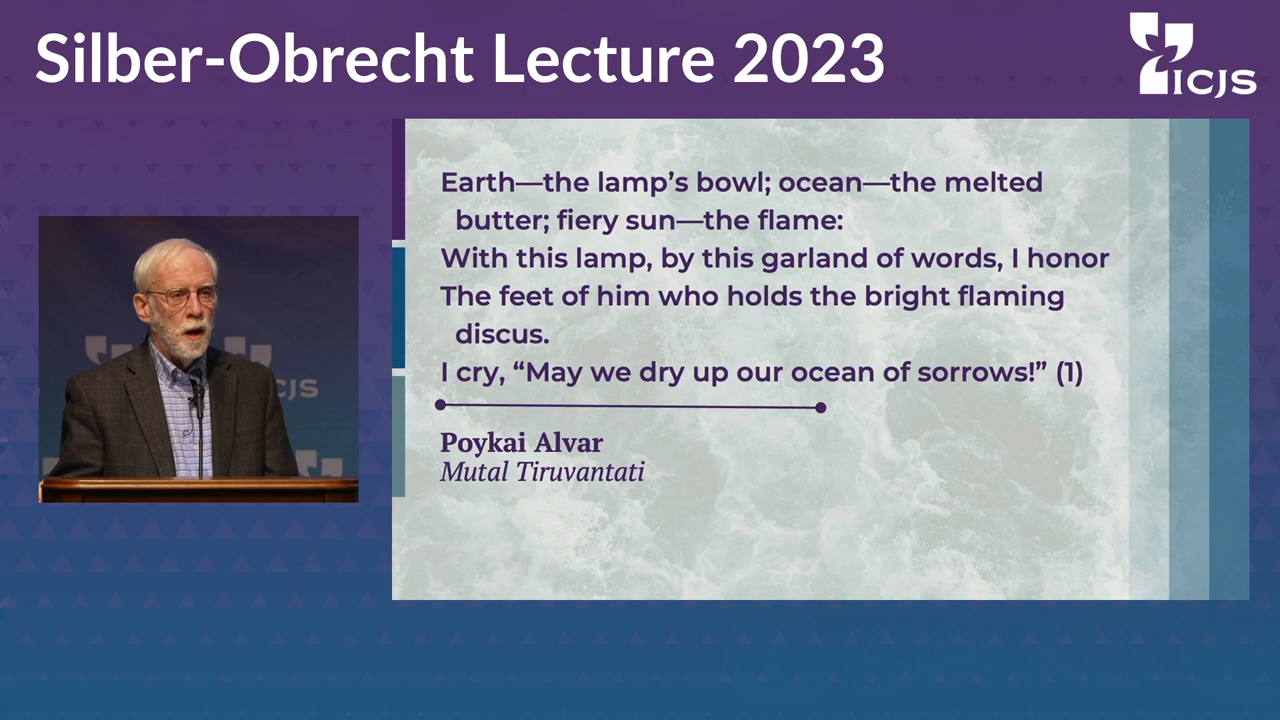 Silber-Obrecht Lecture 2023
ICJS
Earth—the lamp’s bowl; ocean—the melted
butter; fiery sun—the flame:
With this lamp, by this garland of words, I honor
The feet of him who holds the bright flaming
discus.
I cry, “May we dry up our ocean of sorrows!” (1)
Poykai Alvar
Mutal Tiruvantati
CJS